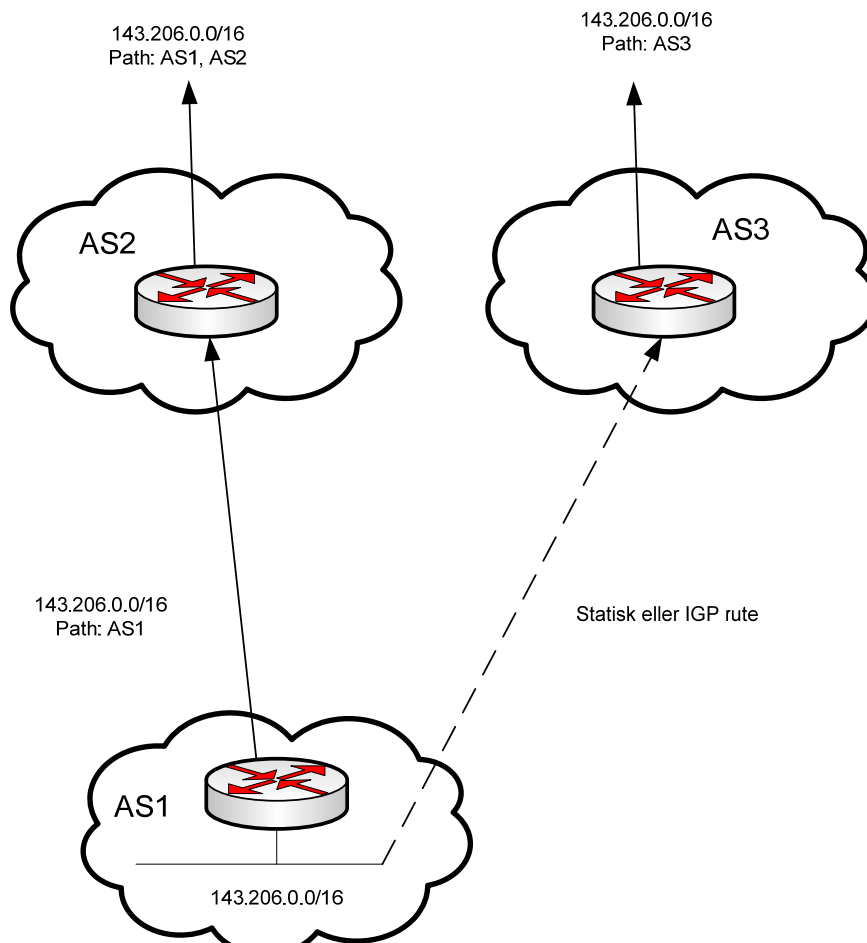 143.206.0.0/16
Path: AS1, AS2
143.206.0.0/16
Path: AS3
AS2
AS3
143.206.0.0/16
Path: AS1
Statisk eller IGP rute
AS1
143.206.0.0/16